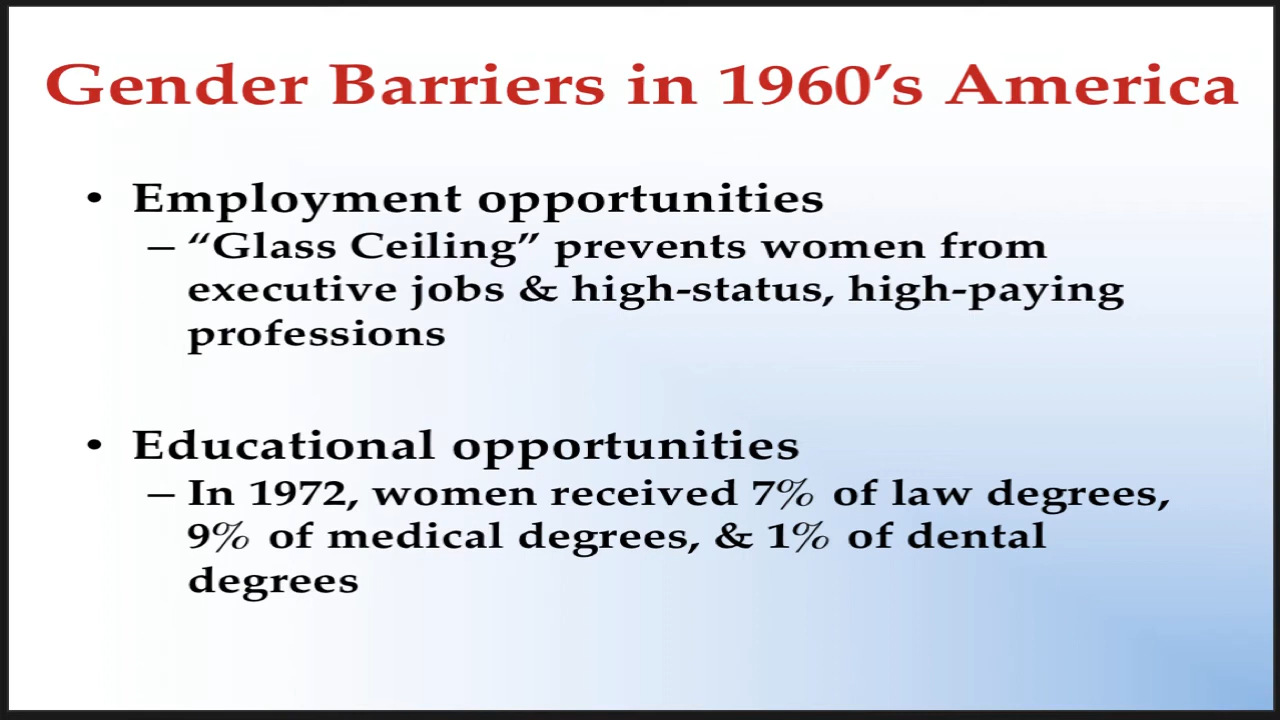 Gender Barriers in 1960’s America
• Employment opportunities
– “Glass Ceiling” prevents women from
executive jobs & high-status, high-paying
professions
• Educational opportunities
– In 1972, women received 7% of law degrees,
9% of medical degrees, & 1% of dental
degrees